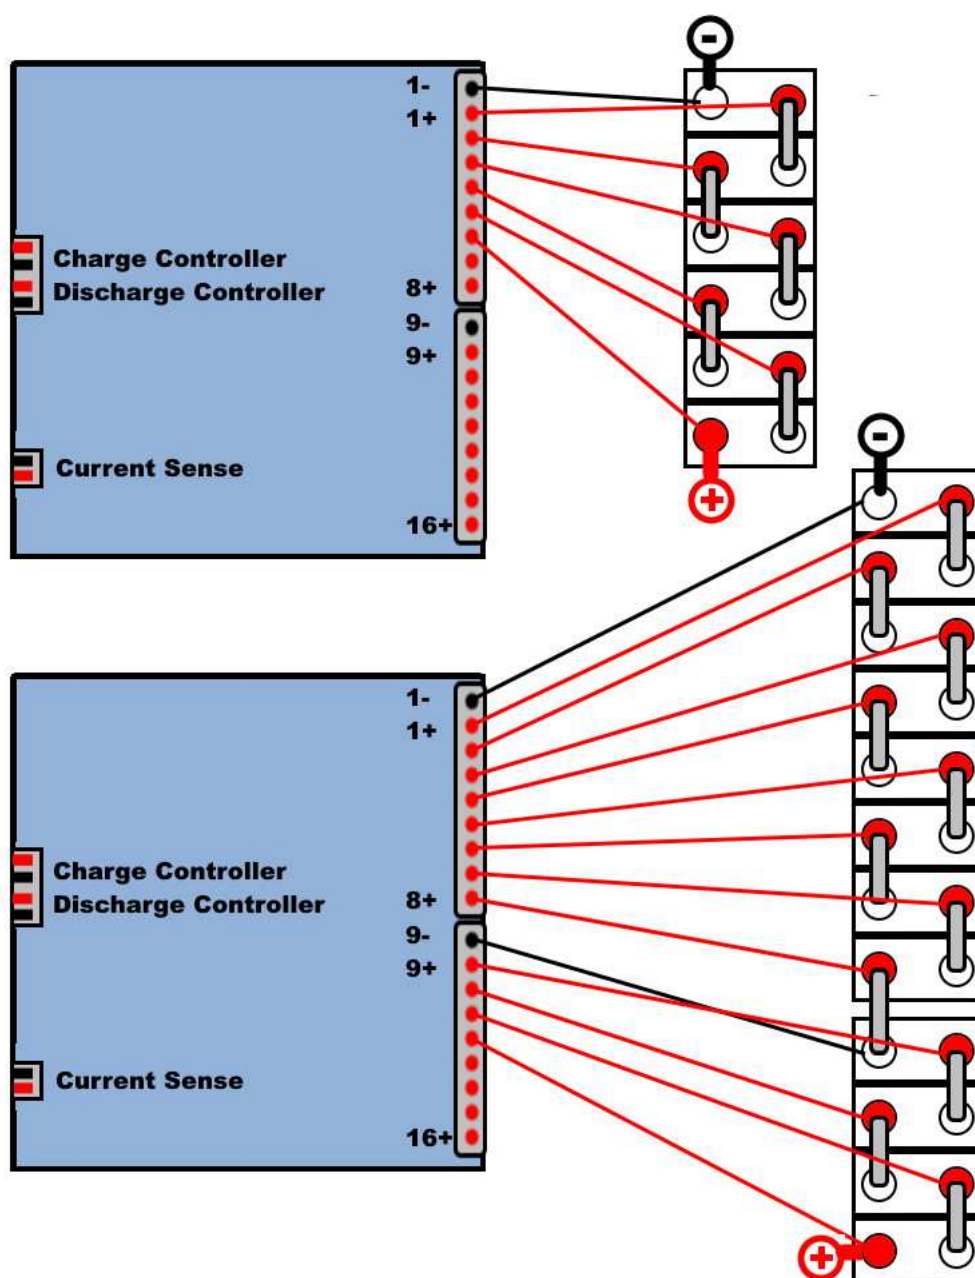 -
1-
1+
Charge Controller
Discharge Controller
8+
9-
9+
Current Sense
16+
+
-
1-
1+
Charge Controller
Discharge Controller
8+
9-
9+
Current Sense
16+
+